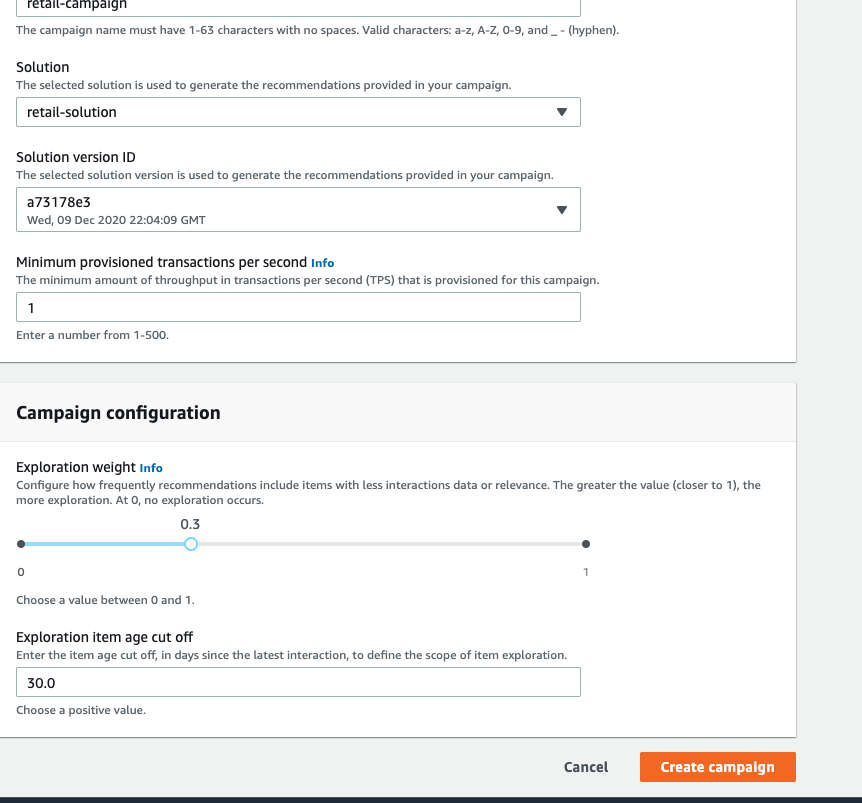 retail-campaign
The campaign name must have 1-63 characters with no spaces. Valid characters: a-z, A-Z, 0-9, and _ - (hyphen).
Solution
The selected solution is used to generate the recommendations provided in your campaign.
retail-solution
Solution version ID
The selected solution version is used to generate the recommendations provided in your campaign.
a73178e3
Wed, 09 Dec 2020 22:04:09 GMT
Minimum provisioned transactions per second Info
The minimum amount of throughput in transactions per second (TPS) that is provisioned for this campaign.
1
Enter a number from 1-500.
Campaign configuration
Exploration weight Info
Configure how frequently recommendations include items with less interactions data or relevance. The greater the value (closer to 1), the
more exploration. At 0, no exploration occurs.
0.3
0 1
Choose a value between 0 and 1.
Exploration item age cut off
Enter the item age cut off, in days since the latest interaction, to define the scope of item exploration.
30.0
Choose a positive value.
Cancel Create campaign